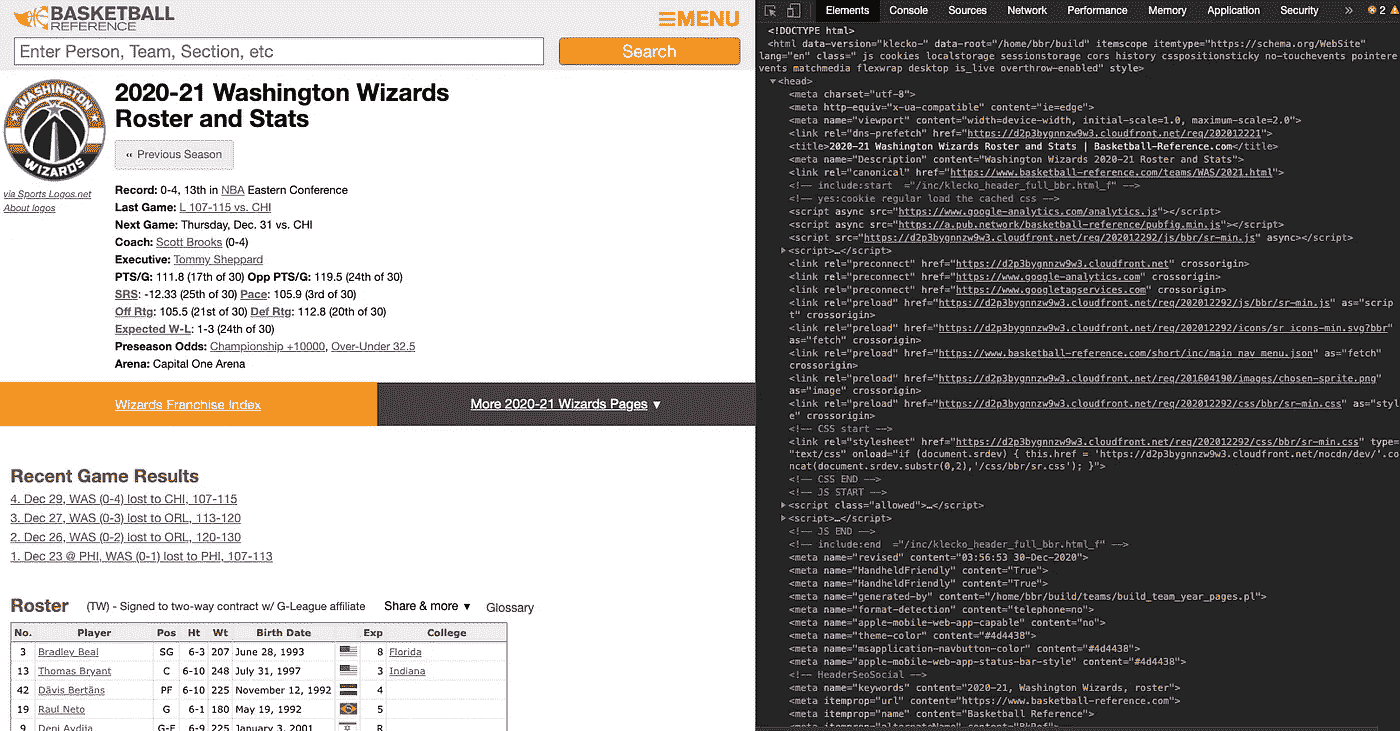 BASKETBALL
REFERENCE
☰MENU
Enter Person, Team, Section, etc
Search
WASHINGTON
WIZARDS
2020-21 Washington Wizards
Roster and Stats
‹‹ Previous Season
via Sports Logos.net
About logos
Record: 0-4, 13th in NBA Eastern Conference
Last Game: L 107-115 vs. CHI
Next Game: Thursday, Dec. 31 vs. CHI
Coach: Scott Brooks (0-4)
Executive: Tommy Sheppard
PTS/G: 111.8 (17th of 30) Opp PTS/G: 119.5 (24th of 30)
SRS: -12.33 (25th of 30) Pace: 105.9 (3rd of 30)
Off Rtg: 105.5 (21st of 30) Def Rtg: 112.8 (20th of 30)
Expected W-L: 1-3 (24th of 30)
Preseason Odds: Championship +10000, Over-Under 32.5
Arena: Capital One Arena
Wizards Franchise Index
More 2020-21 Wizards Pages ▼
Recent Game Results
4. Dec 29, WAS (0-4) lost to CHI, 107-115
3. Dec 27, WAS (0-3) lost to ORL, 113-120
2. Dec 26, WAS (0-2) lost to ORL, 120-130
1. Dec 23 @ PHI, WAS (0-1) lost to PHI, 107-113
Roster (TW) - Signed to two-way contract w/ G-League affiliate Share & more ▼ Glossary
No. Player Pos Ht Wt Birth Date Exp College
3 Bradley Beal SG 6-3 207 June 28, 1993 8 Florida
13 Thomas Bryant C 6-10 248 July 31, 1997 3 Indiana
42 Dāvis Bertāns PF 6-10 225 November 12, 1992 4
19 Raul Neto G 6-1 180 May 19, 1992 5
9 Deni Avdija G-F 6-9 225 January 3, 2001 R
Elements Console Sources Network Performance Memory Application Security » 2
<!DOCTYPE html>
<html data-version="klecko-" data-root="/home/bbr/build" itemscope itemtype="https://schema.org/WebSite"
lang="en" class=" js cookies localstorage sessionstorage cors history csspositionsticky no-touchevents pointere
vents matchmedia flexwrap desktop is_live overthrow-enabled" style>
▼<head>
<meta charset="utf-8">
<meta http-equiv="x-ua-compatible" content="ie=edge">
<meta name="viewport" content="width=device-width, initial-scale=1.0, maximum-scale=2.0">
<link rel="dns-prefetch" href="https://d2p3bygnnzw9w3.cloudfront.net/req/202012221">
<title>2020-21 Washington Wizards Roster and Stats | Basketball-Reference.com</title>
<meta name="Description" content="Washington Wizards 2020-21 Roster and Stats">
<link rel="canonical" href="https://www.basketball-reference.com/teams/WAS/2021.html">
<!-- include:start ="/inc/klecko_header_full_bbr.html_f" -->
<!-- yes:cookie regular load the cached css -->
<script async src="https://www.google-analytics.com/analytics.js"></script>
<script async src="https://a.pub.network/basketball-reference/pubfig.min.js"></script>
<script src="https://d2p3bygnnzw9w3.cloudfront.net/req/202012292/js/bbr/sr-min.js" async></script>
▶<script>…</script>
<link rel="preconnect" href="https://d2p3bygnnzw9w3.cloudfront.net" crossorigin>
<link rel="preconnect" href="https://www.google-analytics.com" crossorigin>
<link rel="preconnect" href="https://www.googletagservices.com" crossorigin>
<link rel="preload" href="https://d2p3bygnnzw9w3.cloudfront.net/req/202012292/js/bbr/sr-min.js" as="scrip
t" crossorigin>
<link rel="preload" href="https://d2p3bygnnzw9w3.cloudfront.net/req/202012292/icons/sr_icons-min.svg?bbr"
as="fetch" crossorigin>
<link rel="preload" href="https://www.basketball-reference.com/short/inc/main_nav_menu.json" as="fetch"
crossorigin>
<link rel="preload" href="https://d2p3bygnnzw9w3.cloudfront.net/req/201604190/images/chosen-sprite.png"
as="image" crossorigin>
<link rel="preload" href="https://d2p3bygnnzw9w3.cloudfront.net/req/202012292/css/bbr/sr-min.css" as="styl
e" crossorigin>
<!-- CSS start -->
<link rel="stylesheet" href="https://d2p3bygnnzw9w3.cloudfront.net/req/202012292/css/bbr/sr-min.css" type=
"text/css" onload="if (document.srdev) { this.href = 'https://d2p3bygnnzw9w3.cloudfront.net/nocdn/dev/'.co
ncat(document.srdev.substr(0,2),'/css/bbr/sr.css'); }">
<!-- CSS END -->
<!-- JS START -->
▶<script class="allowed">…</script>
▶<script>…</script>
<!-- JS END -->
<!-- include:end ="/inc/klecko_header_full_bbr.html_f" -->
<meta name="revised" content="03:56:53 30-Dec-2020">
<meta name="HandheldFriendly" content="True">
<meta name="HandheldFriendly" content="True">
<meta name="generated-by" content="/home/bbr/build/teams/build_team_year_pages.pl">
<meta name="format-detection" content="telephone=no">
<meta name="apple-mobile-web-app-capable" content="no">
<meta name="theme-color" content="#4d4438">
<meta name="msapplication-navbutton-color" content="#4d4438">
<meta name="apple-mobile-web-app-status-bar-style" content="#4d4438">
<!-- HeaderSeoSocial -->
<meta name="keywords" content="2020-21, Washington Wizards, roster">
<meta itemprop="url" content="https://www.basketball-reference.com">
<meta itemprop="name" content="Basketball Reference">
<meta itemprop="alternateName" content="BkRef">